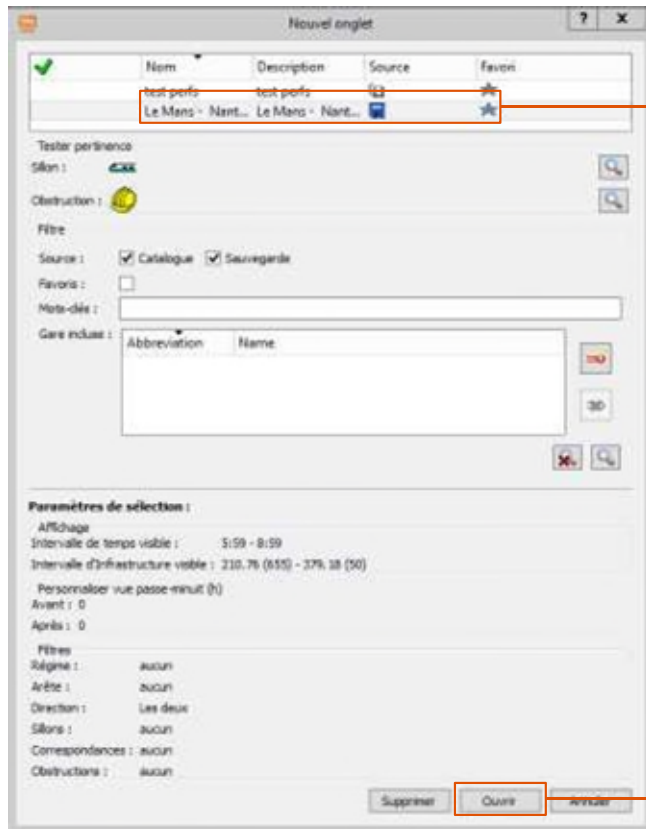 Nouvel onglet ? x
Nom Description Source Favori
test perfs test perfs
Le Mans - Nant... Le Mans - Nant...
Tester pertinence
Sillon :
Obstruction :
Filtre
Source : Catalogue Sauvegarde
Favoris :
Mots-clés :
Gare incluse :
Abbreviation Name
Paramètres de sélection :
Affichage
Intervalle de temps visible : 5:59 - 8:59
Intervalle d'Infrastructure visible : 210.76 (655) - 379.18 (50)
Personnaliser vue passe-minuit (h)
Avant : 0
Après : 0
Filtres
Régime : aucun
Arête : aucun
Direction : Les deux
Sillons : aucun
Correspondances : aucun
Obstructions : aucun
Supprimer Ouvrir Annuler